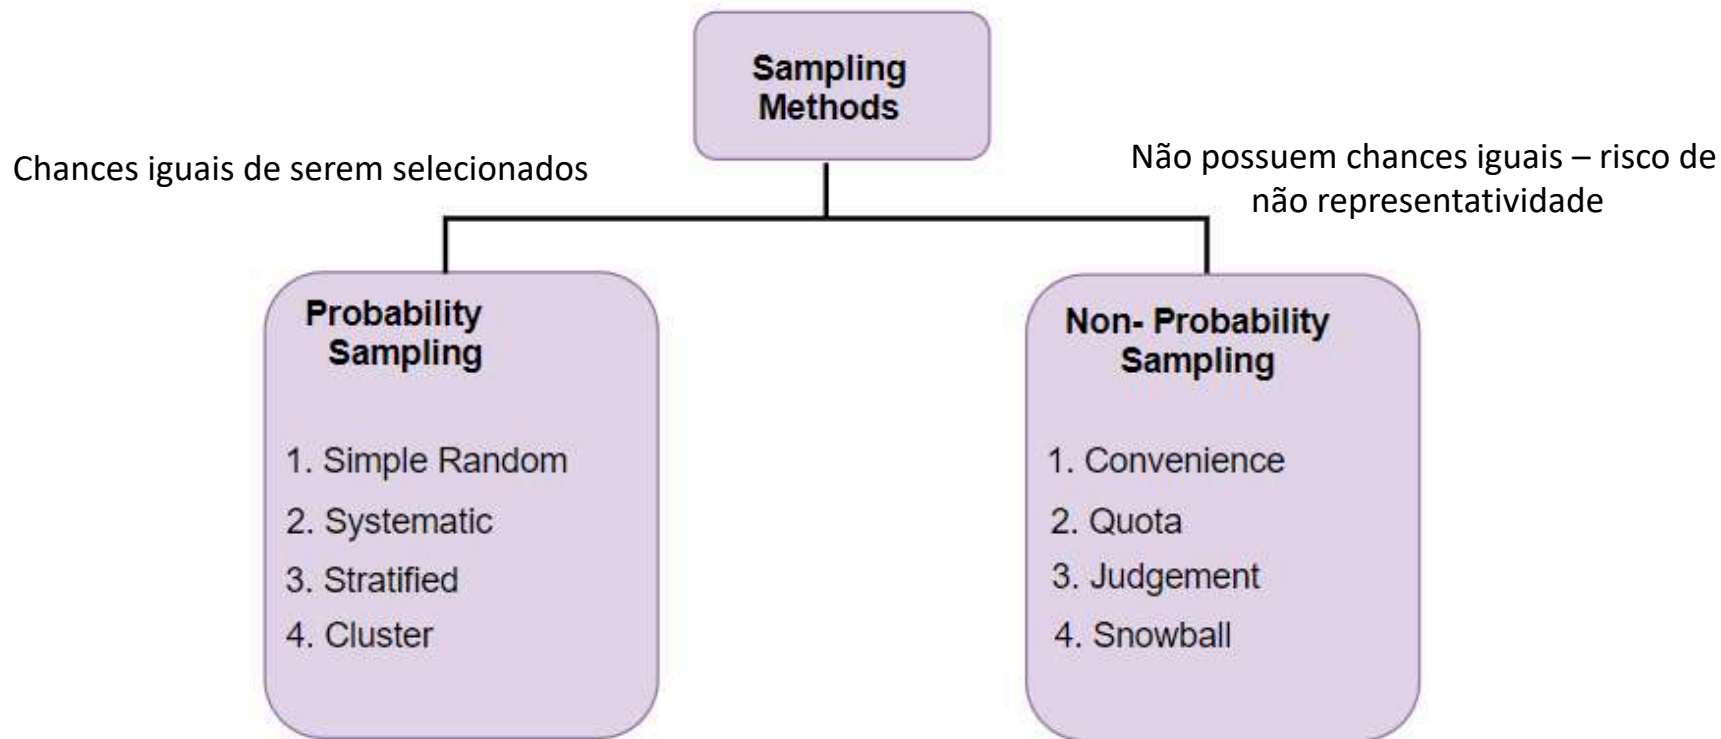 Sampling
Methods
Chances iguais de serem selecionados
Não possuem chances iguais – risco de
não representatividade
Probability
Sampling
1. Simple Random
2. Systematic
3. Stratified
4. Cluster
Non- Probability
Sampling
1. Convenience
2. Quota
3. Judgement
4. Snowball